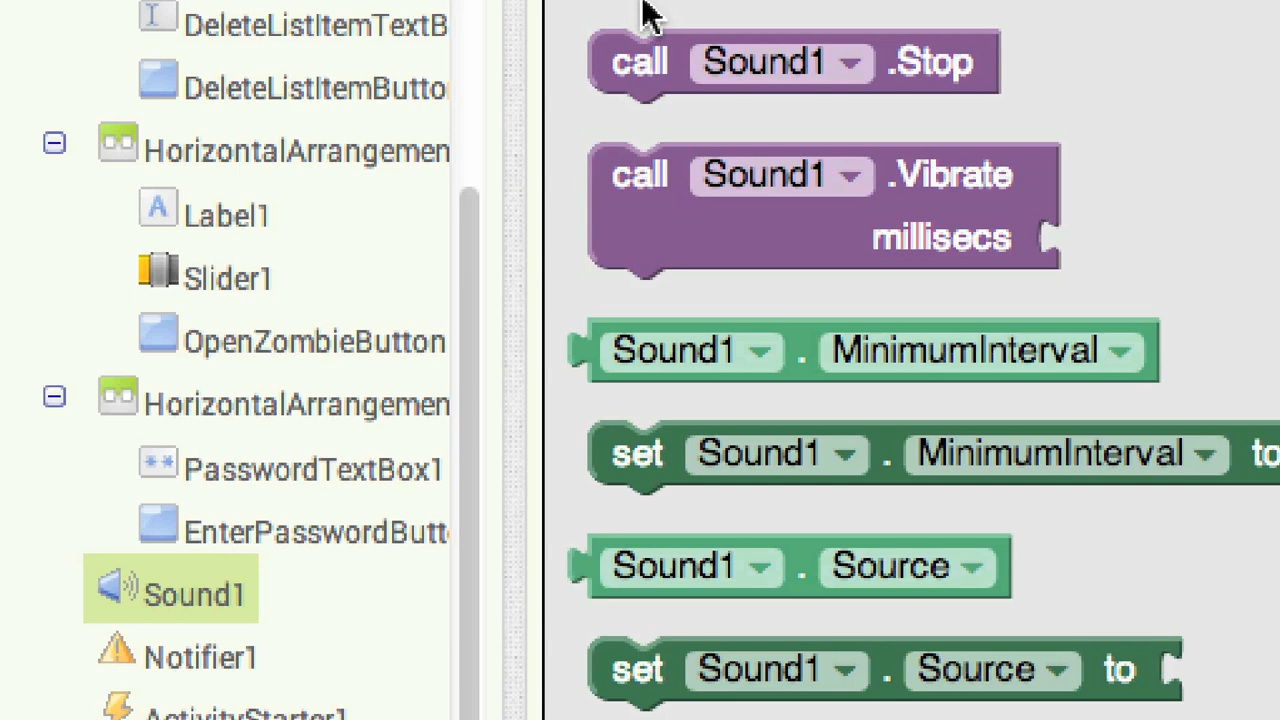 DeleteListItemTextB
DeleteListItemButto
HorizontalArrangemen
Label1
Slider1
OpenZombieButton
HorizontalArrangemen
PasswordTextBox1
EnterPasswordButt
Sound1
Notifier1
ActivityStarter1
call Sound1 .Stop
call Sound1 .Vibrate
millisecs
Sound1 . MinimumInterval
set Sound1 . MinimumInterval to
Sound1 . Source
set Sound1 . Source to